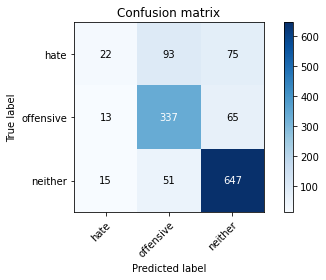 Confusion matrix
True label
hate 22 93 75
offensive 13 337 65
neither 15 51 647
hate offensive neither
Predicted label
600
500
400
300
200
100